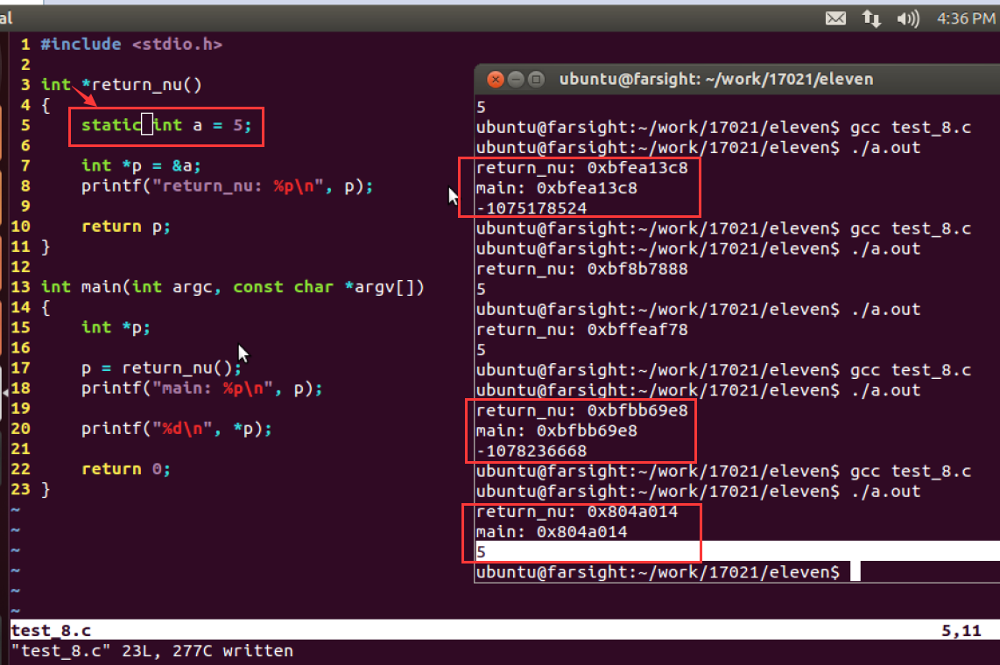 al
4:36 PM
1 #include <stdio.h>
2
3 int *return_nu()
4 {
5     static int a = 5;
6
7     int *p = &a;
8     printf("return_nu: %p\n", p);
9
10     return p;
11 }
12
13 int main(int argc, const char *argv[])
14 {
15     int *p;
16
17     p = return_nu();
18     printf("main: %p\n", p);
19
20     printf("%d\n", *p);
21
22     return 0;
23 }
~
~
~
~
~
~
test_8.c 5,11
"test_8.c" 23L, 277C written
ubuntu@farsight: ~/work/17021/eleven
5
ubuntu@farsight:~/work/17021/eleven$ gcc test_8.c
ubuntu@farsight:~/work/17021/eleven$ ./a.out
return_nu: 0xbfea13c8
main: 0xbfea13c8
-1075178524
ubuntu@farsight:~/work/17021/eleven$ gcc test_8.c
ubuntu@farsight:~/work/17021/eleven$ ./a.out
return_nu: 0xbf8b7888
5
ubuntu@farsight:~/work/17021/eleven$ ./a.out
return_nu: 0xbffeaf78
5
ubuntu@farsight:~/work/17021/eleven$ gcc test_8.c
ubuntu@farsight:~/work/17021/eleven$ ./a.out
return_nu: 0xbfbb69e8
main: 0xbfbb69e8
-1078236668
ubuntu@farsight:~/work/17021/eleven$ gcc test_8.c
ubuntu@farsight:~/work/17021/eleven$ ./a.out
return_nu: 0x804a014
main: 0x804a014
5
ubuntu@farsight:~/work/17021/eleven$